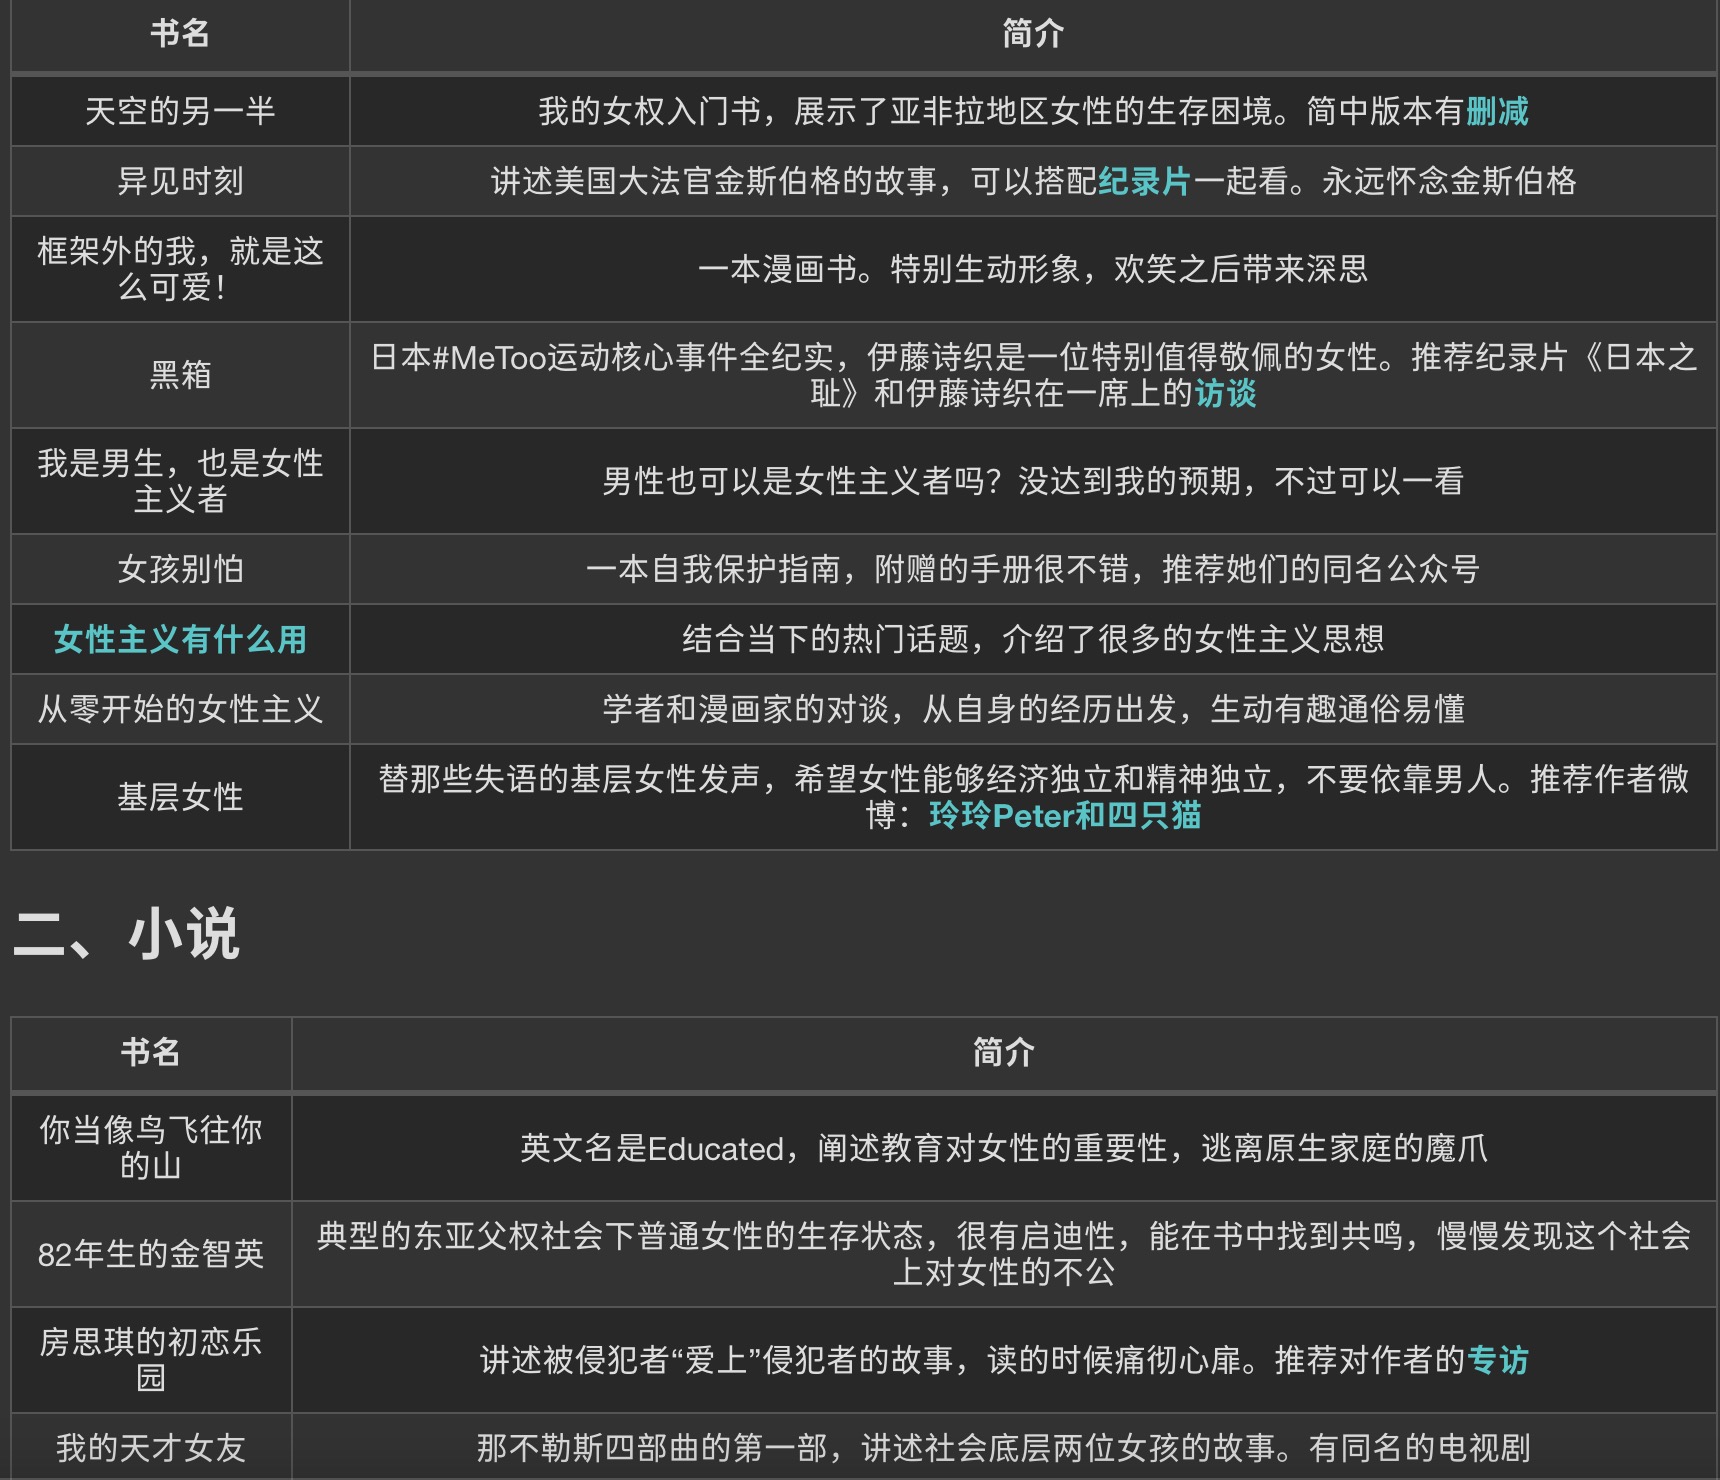 书名
简介
天空的另一半
我的女权入门书，展示了亚非拉地区女性的生存困境。简中版本有删减
异见时刻
讲述美国大法官金斯伯格的故事，可以搭配纪录片一起看。永远怀念金斯伯格
框架外的我，就是这
么可爱！
一本漫画书。特别生动形象，欢笑之后带来深思
黑箱
日本#MeToo运动核心事件全纪实，伊藤诗织是一位特别值得敬佩的女性。推荐纪录片《日本之
耻》和伊藤诗织在一席上的访谈
我是男生，也是女性
主义者
男性也可以是女性主义者吗？没达到我的预期，不过可以一看
女孩别怕
一本自我保护指南，附赠的手册很不错，推荐她们的同名公众号
女性主义有什么用
结合当下的热门话题，介绍了很多的女性主义思想
从零开始的女性主义
学者和漫画家的对谈，从自身的经历出发，生动有趣通俗易懂
基层女性
替那些失语的基层女性发声，希望女性能够经济独立和精神独立，不要依靠男人。推荐作者微
博：玲玲Peter和四只猫
二、小说
书名
简介
你当像鸟飞往你
的山
英文名是Educated，阐述教育对女性的重要性，逃离原生家庭的魔爪
82年生的金智英
典型的东亚父权社会下普通女性的生存状态，很有启迪性，能在书中找到共鸣，慢慢发现这个社会
上对女性的不公
房思琪的初恋乐
园
讲述被侵犯者“爱上”侵犯者的故事，读的时候痛彻心扉。推荐对作者的专访
我的天才女友
那不勒斯四部曲的第一部，讲述社会底层两位女孩的故事。有同名的电视剧